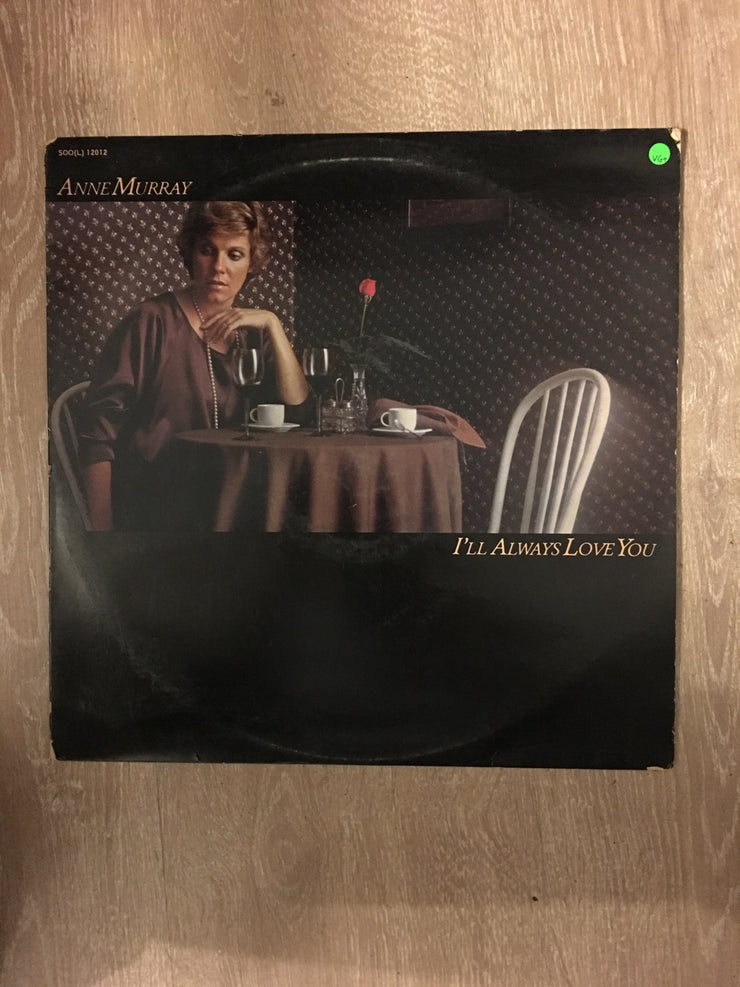 SOO(L) 12012
VG+
ANNE MURRAY
I'LL ALWAYS LOVE YOU